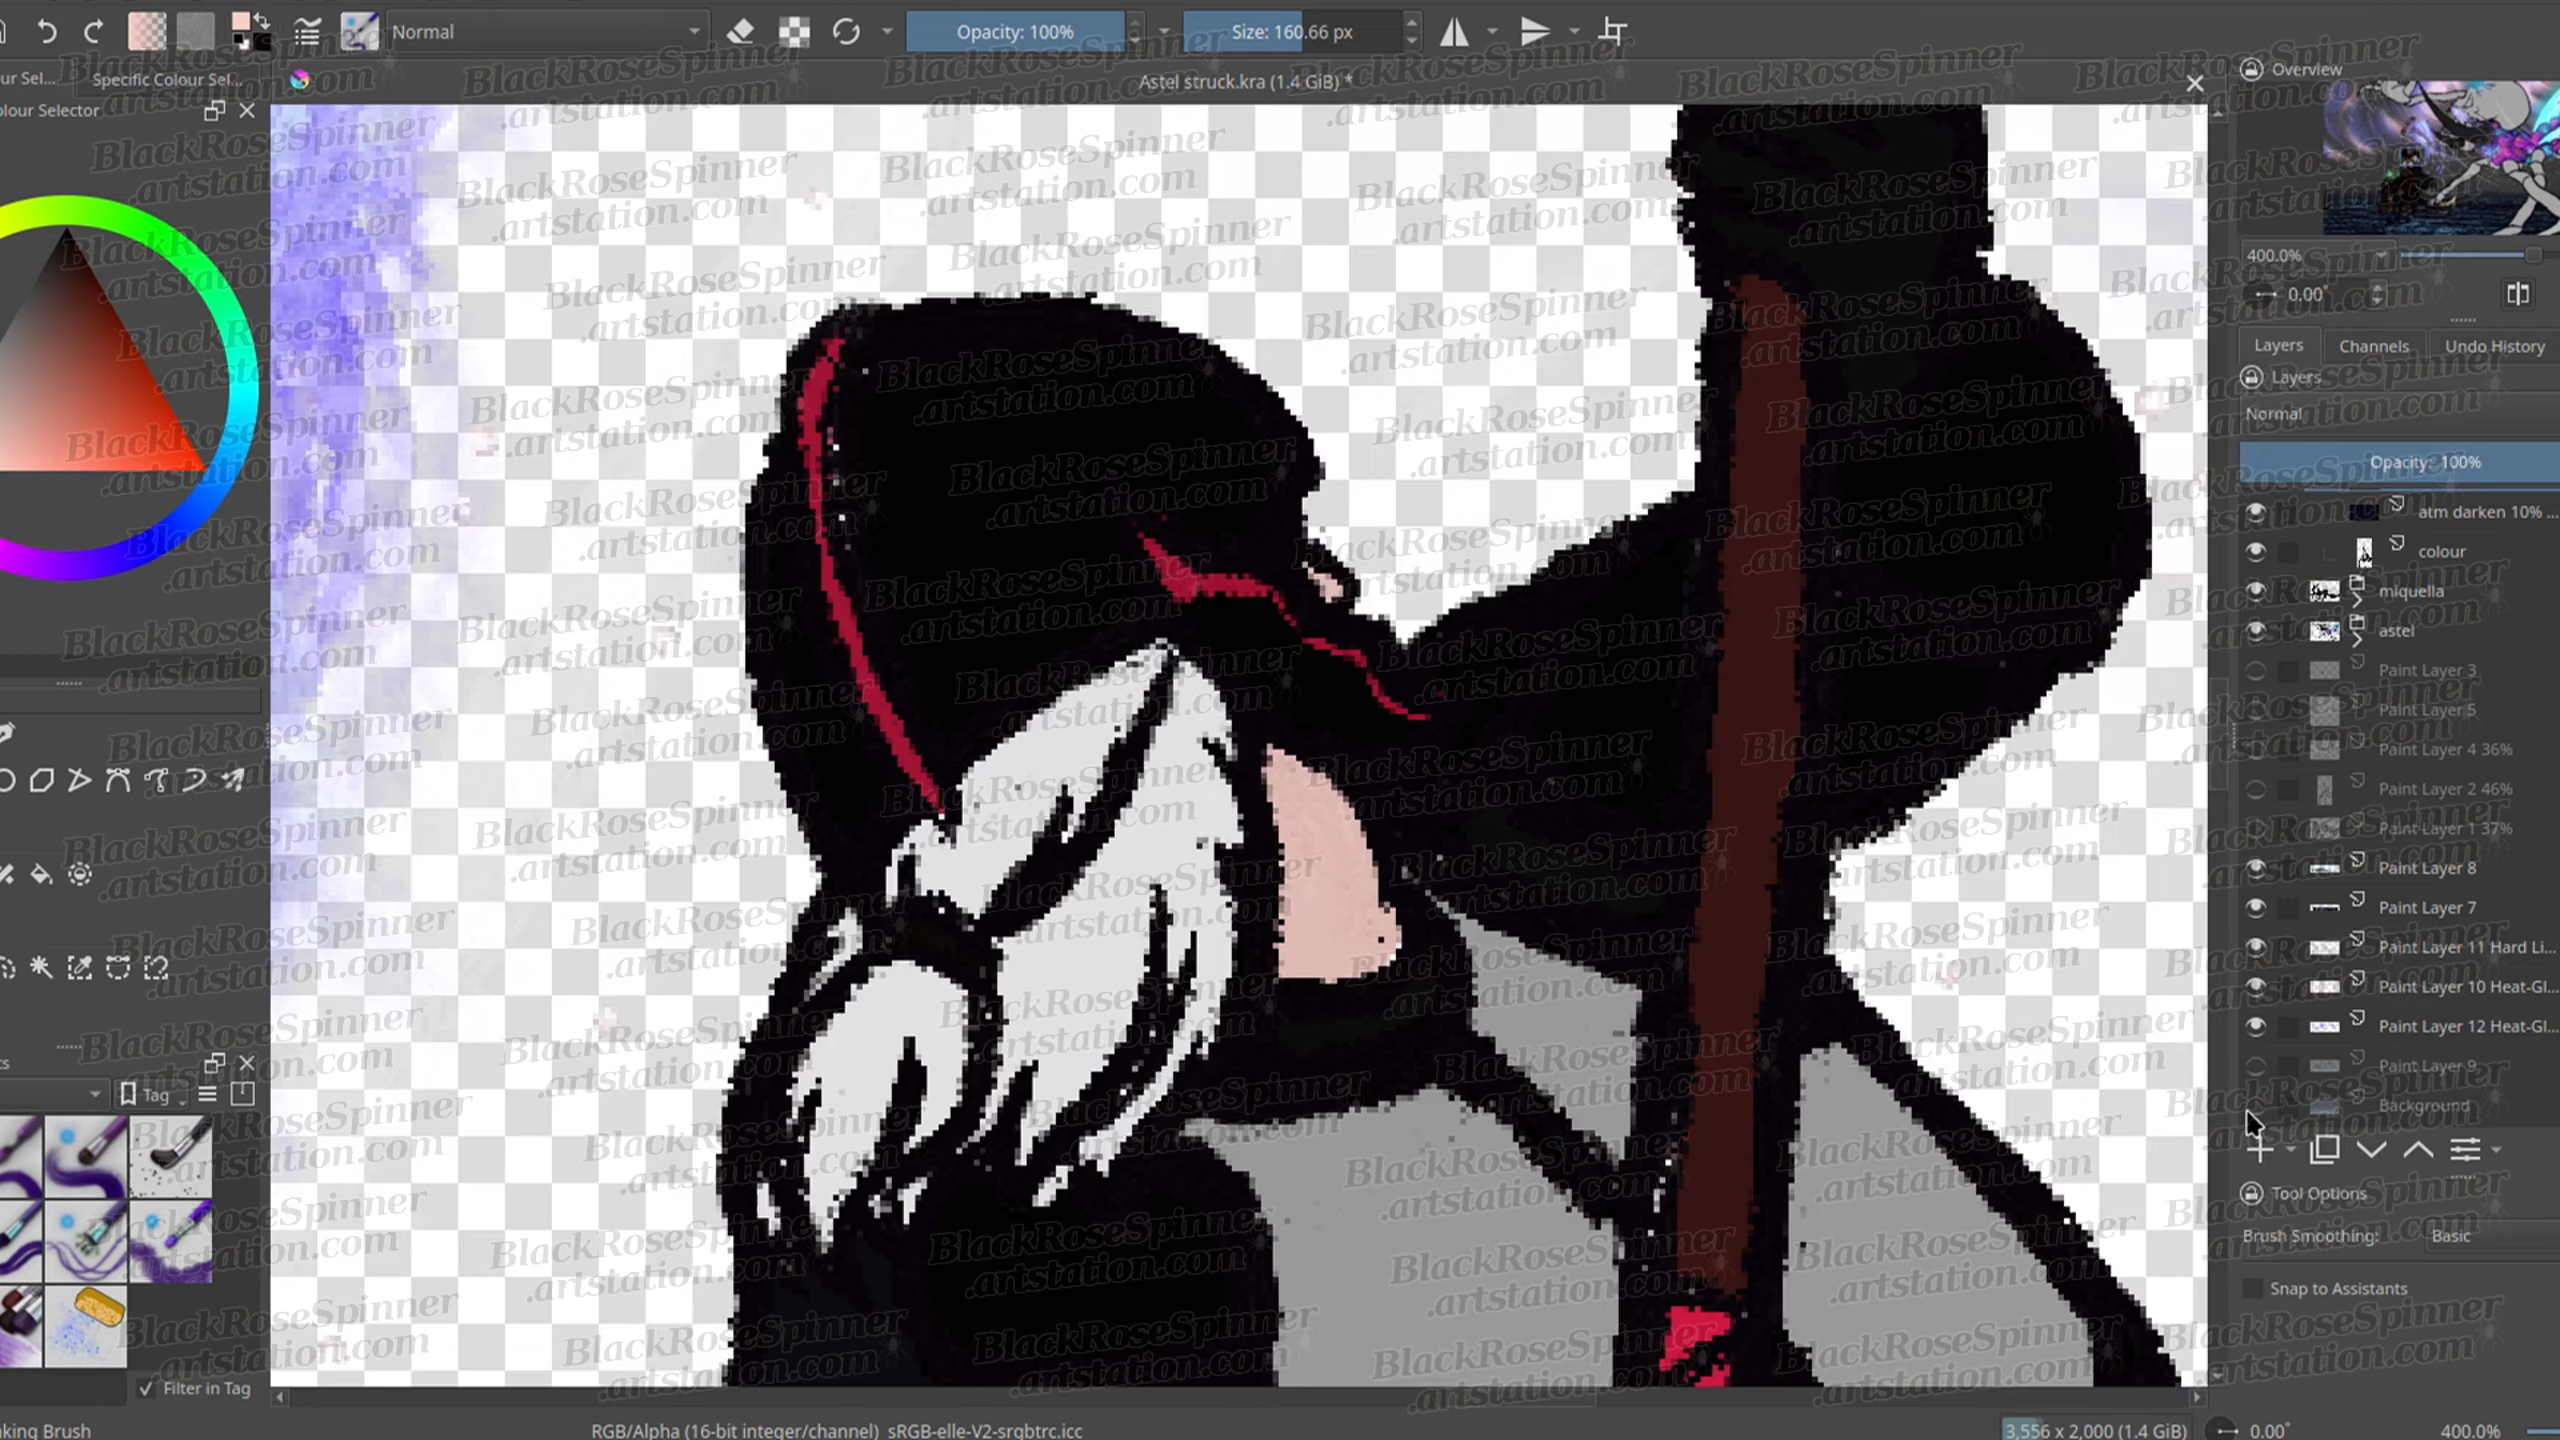 Normal
Opacity: 100%
Size: 160.66 px
ur Sel...
Specific Colour Sel...
Astel struck.kra (1.4 GiB) *
Overview
olour Selector
400.0%
0.00°
Layers
Channels
Undo History
Layers
Normal
Opacity: 100%
atm darken 10% ...
colour
miquella
astel
Paint Layer 3
Paint Layer 5
Paint Layer 4 36%
Paint Layer 2 46%
Paint Layer 1 37%
Paint Layer 8
Paint Layer 7
Paint Layer 11 Hard Li...
Paint Layer 10 Heat-Gl...
Paint Layer 12 Heat-Gl...
Paint Layer 9
Background
Tool Options
Brush Smoothing:
Basic
Snap to Assistants
Tag
Filter in Tag
king Brush
RGB/Alpha (16-bit integer/channel) sRGB-elle-V2-srgbtrc.icc
3,556 x 2,000 (1.4 GiB)
0.00°
400.0%
BlackRoseSpinner
.artstation.com